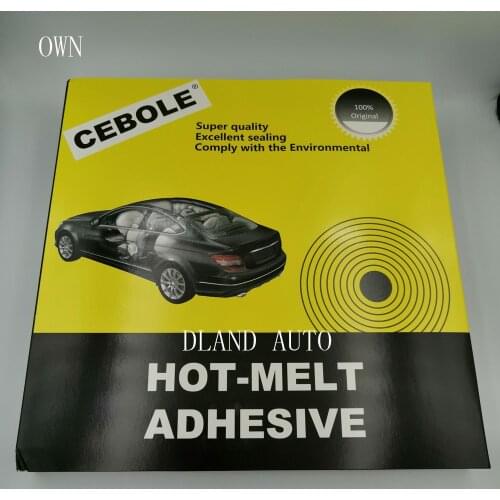 OWN
CEBOLE®
100%
Original
Super quality
Excellent sealing
Comply with the Environmental
DLAND AUTO
HOT-MELT
ADHESIVE